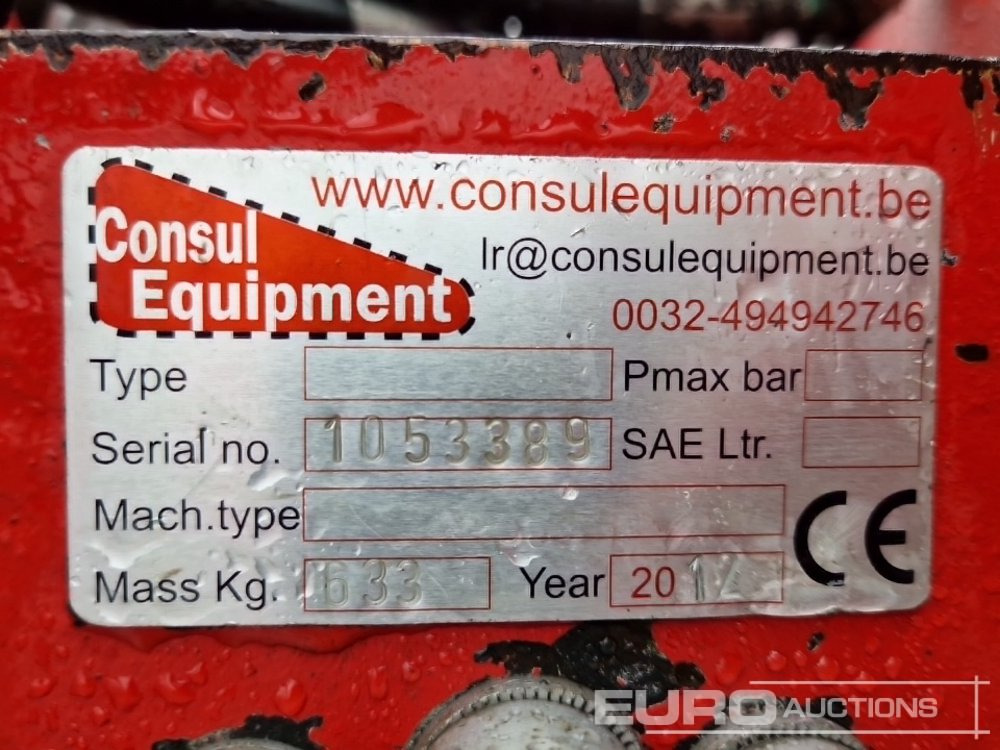 www.consulequipment.be
Consul
Equipment
lr@consulequipment.be
0032-494942746
Type
Pmax bar
Serial no. 1053389 SAE Ltr.
Mach.type
CE
Mass Kg. 633 Year 2012
EURO AUCTIONS